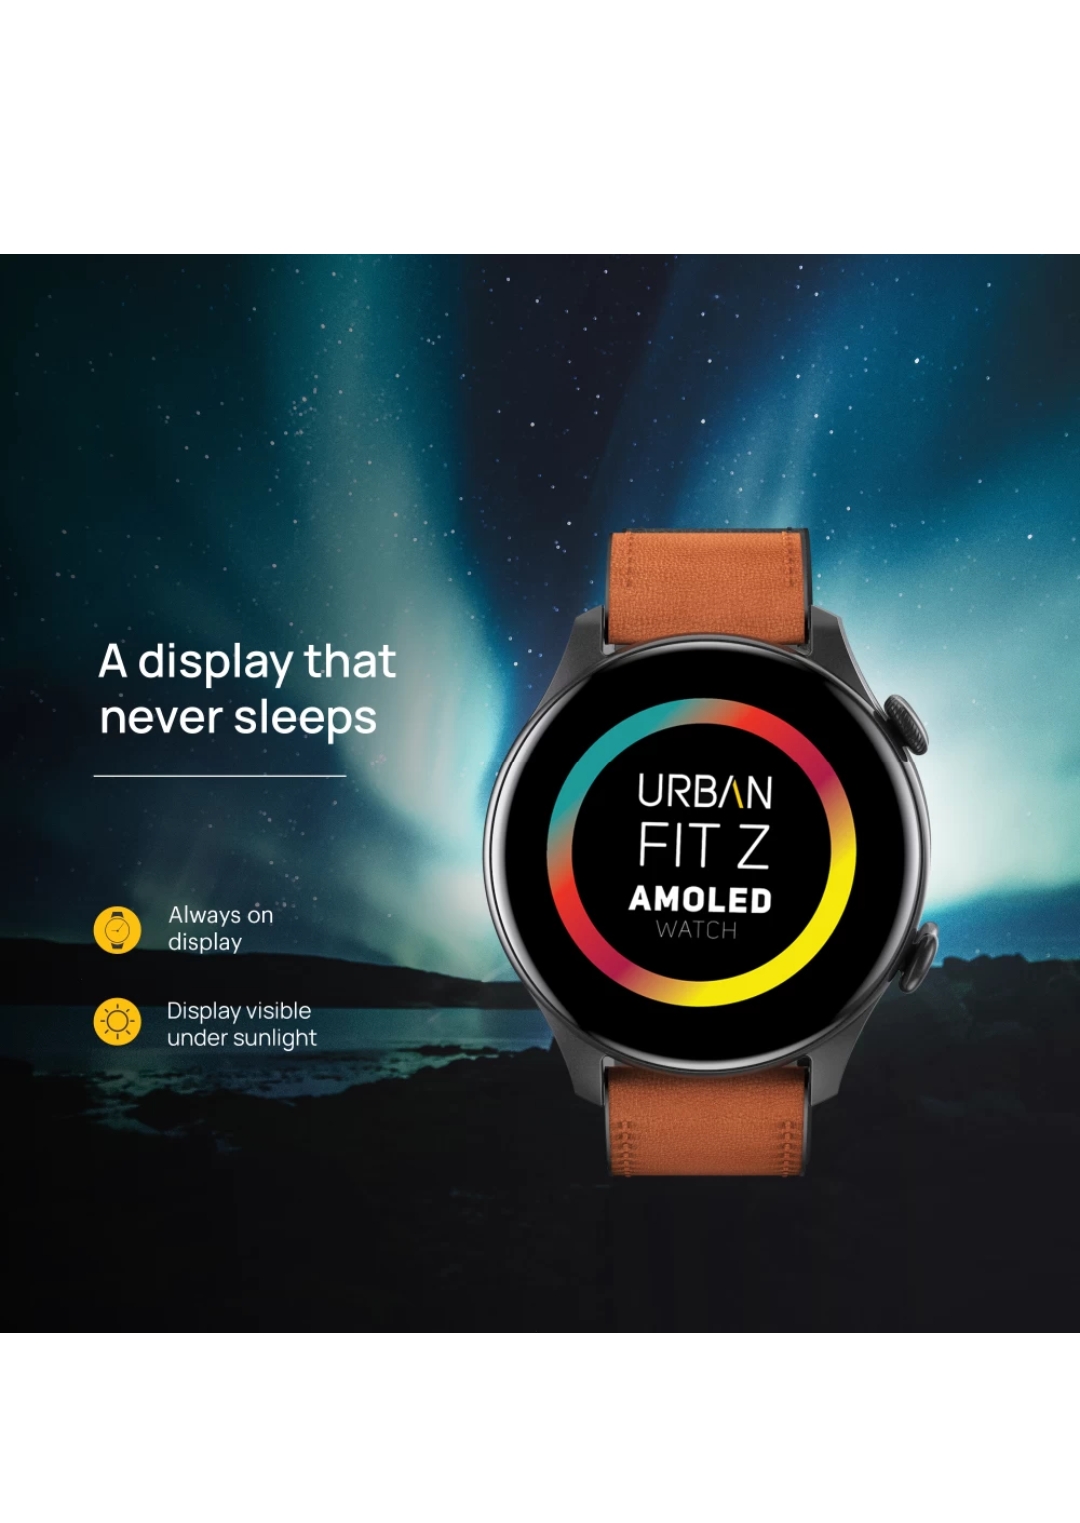 A display that
never sleeps
Always on
display
Display visible
under sunlight
URBAN
FIT Z
AMOLED
WATCH